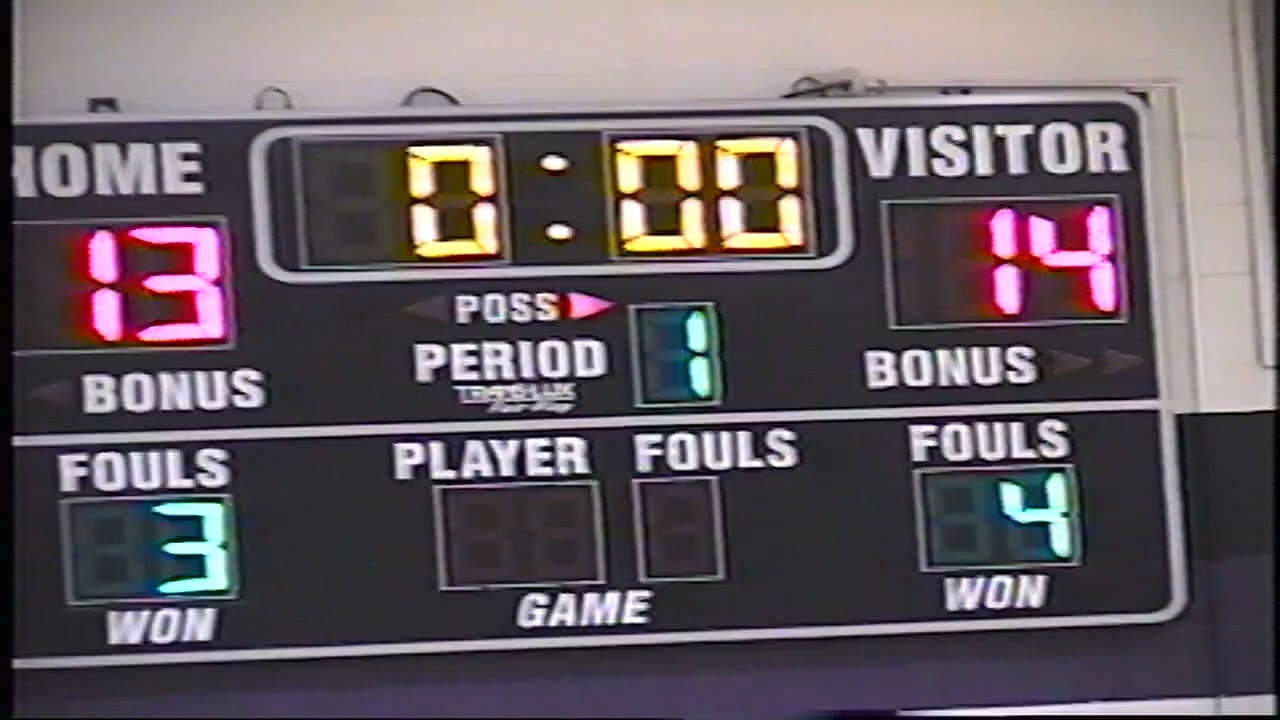 HOME 0:00 VISITOR
13 14
POSS
PERIOD 1
BONUS BONUS
FOULS PLAYER FOULS FOULS
3 4
WON GAME WON